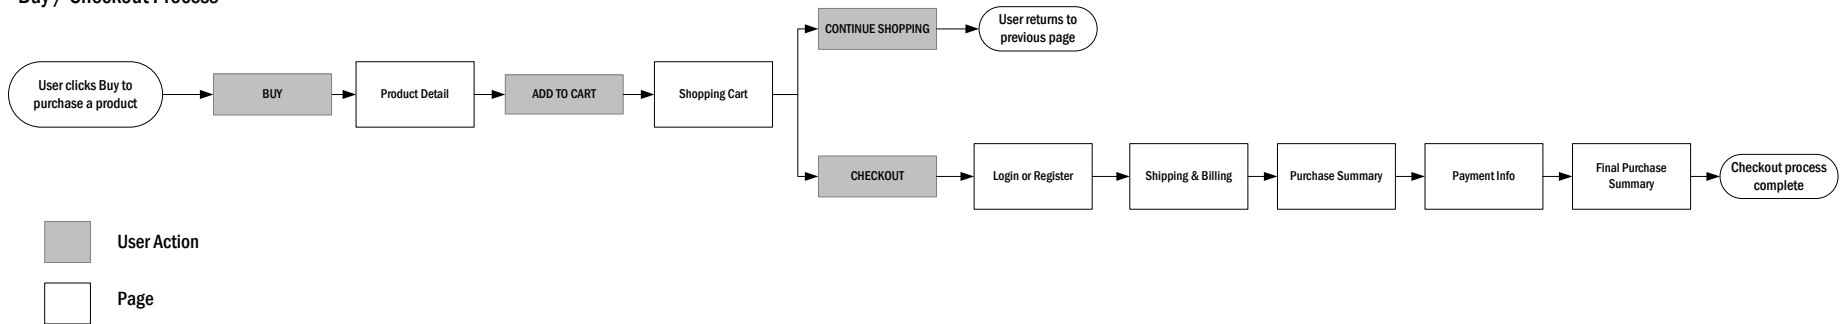 Buy / Checkout Process
CONTINUE SHOPPING
User returns to
previous page
User clicks Buy to
purchase a product
BUY
Product Detail
ADD TO CART
Shopping Cart
CHECKOUT
Login or Register
Shipping & Billing
Purchase Summary
Payment Info
Final Purchase
Summary
Checkout process
complete
User Action
Page